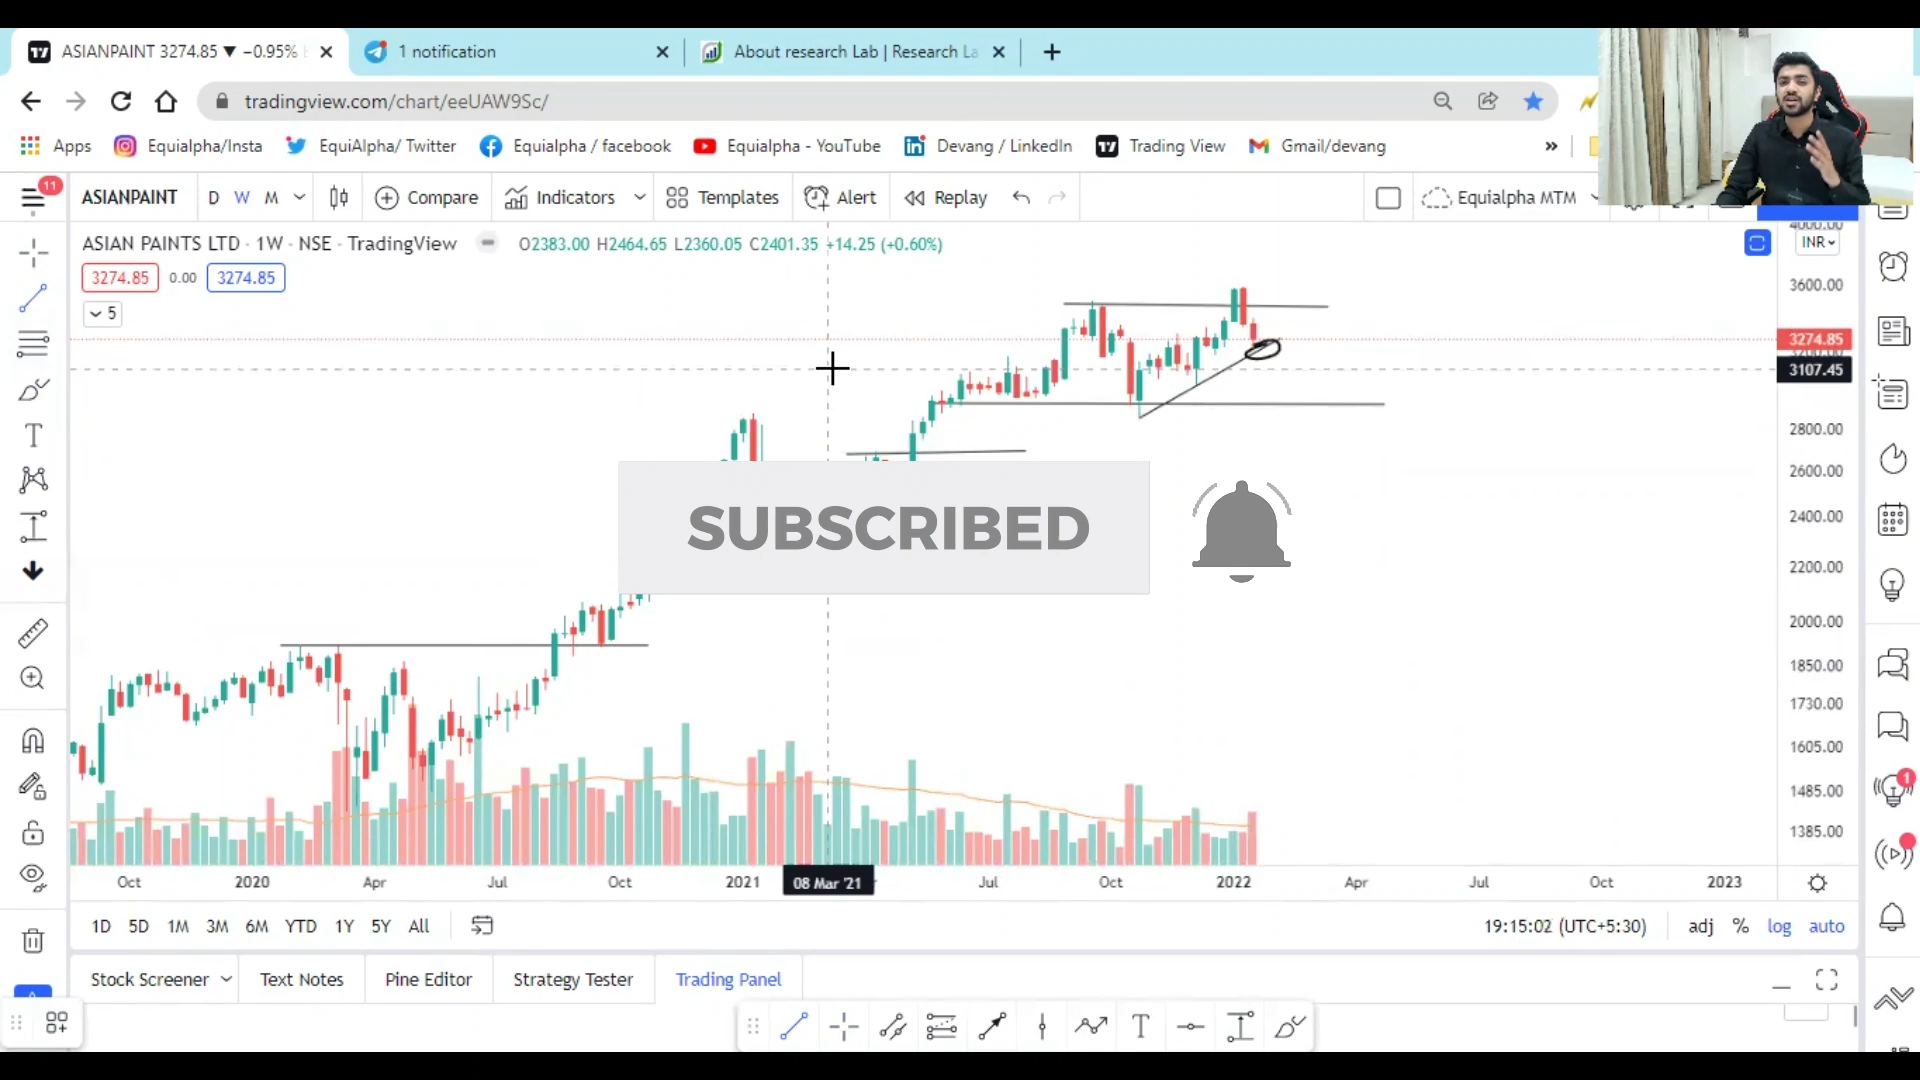 ASIANPAINT 3274.85 ▼ −0.95%
1 notification
About research Lab | Research La
tradingview.com/chart/eeUAW9Sc/
Apps
Equialpha/Insta
EquiAlpha/ Twitter
Equialpha / facebook
Equialpha - YouTube
Devang / LinkedIn
Trading View
Gmail/devang
»
11
ASIANPAINT
D W M
Compare
Indicators
Templates
Alert
Replay
Equialpha MTM
ASIAN PAINTS LTD · 1W · NSE · TradingView
O2383.00 H2464.65 L2360.05 C2401.35 +14.25 (+0.60%)
INR
3274.85 0.00 3274.85
5
4000.00
3600.00
3274.85
3200.00
3107.45
2800.00
2600.00
2400.00
2200.00
2000.00
1850.00
1730.00
1605.00
1485.00
1385.00
SUBSCRIBED
1
Oct 2020 Apr Jul Oct 2021 08 Mar '21 Jul Oct 2022 Apr Jul Oct 2023
1D 5D 1M 3M 6M YTD 1Y 5Y All
19:15:02 (UTC+5:30)
adj % log auto
Stock Screener
Text Notes
Pine Editor
Strategy Tester
Trading Panel